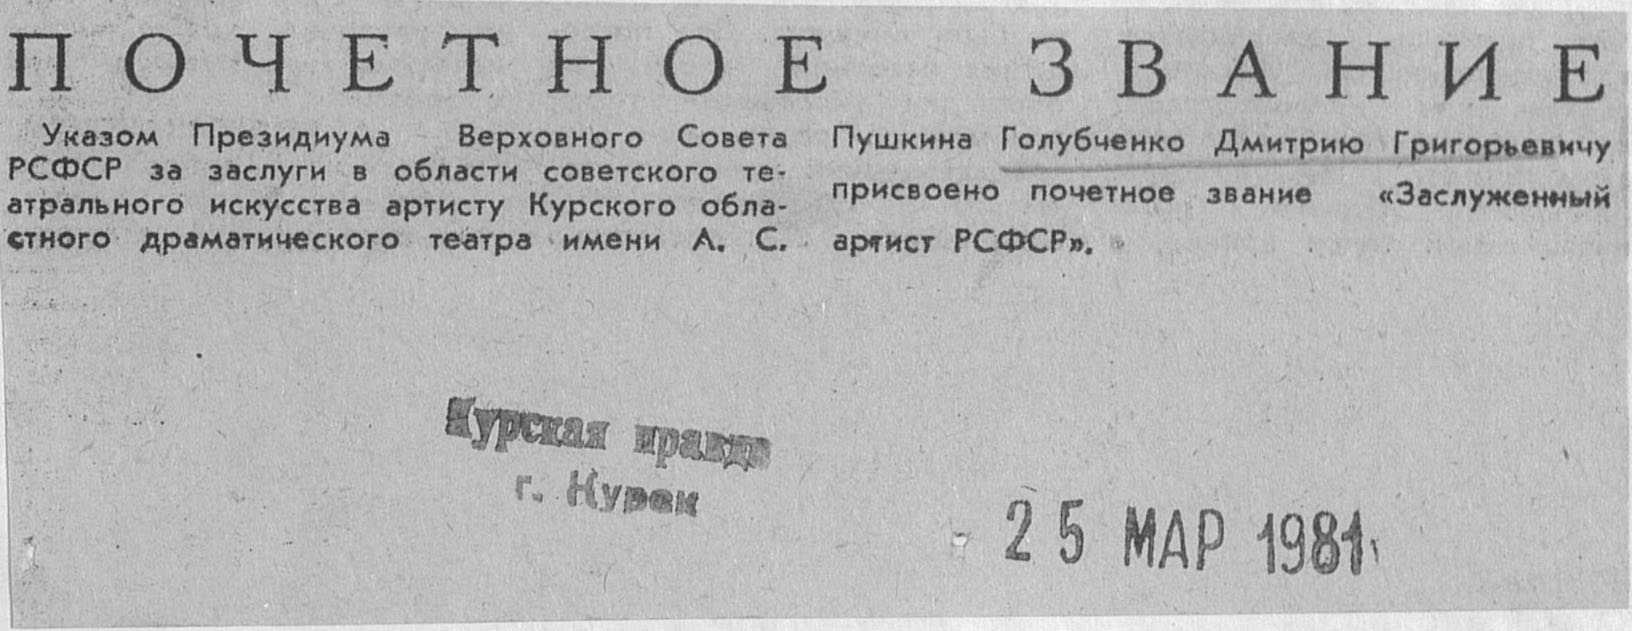 ПОЧЕТНОЕ ЗВАНИЕ
Указом Президиума Верховного Совета
РСФСР за заслуги в области советского те-
атрального искусства артисту Курского обла-
стного драматического театра имени А. С.
Пушкина Голубченко Дмитрию Григорьевичу
присвоено почетное звание «Заслуженный
артист РСФСР».
Курская правда
г. Курск
25 МАР 1981